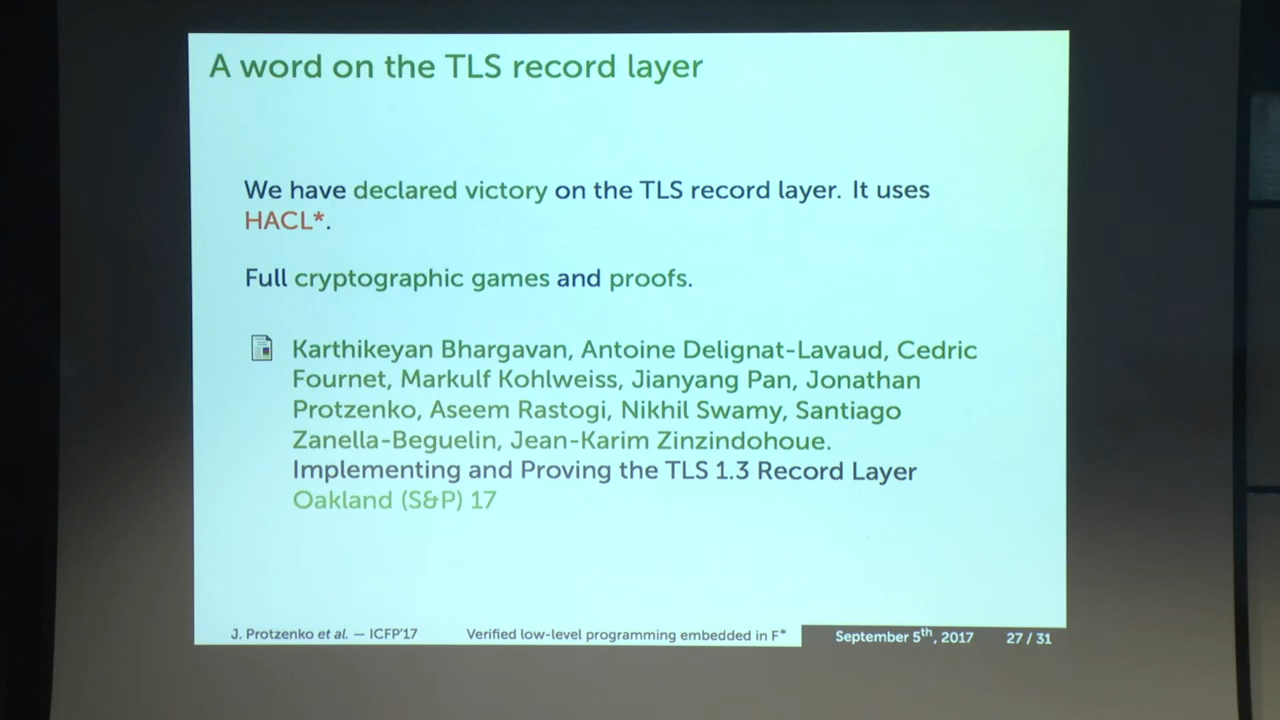 A word on the TLS record layer
We have declared victory on the TLS record layer. It uses
HACL*.
Full cryptographic games and proofs.
Karthikeyan Bhargavan, Antoine Delignat-Lavaud, Cedric
Fournet, Markulf Kohlweiss, Jianyang Pan, Jonathan
Protzenko, Aseem Rastogi, Nikhil Swamy, Santiago
Zanella-Beguelin, Jean-Karim Zinzindohoue.
Implementing and Proving the TLS 1.3 Record Layer
Oakland (S&P) 17
J. Protzenko et al. — ICFP'17 Verified low-level programming embedded in F* September 5th, 2017 27 / 31